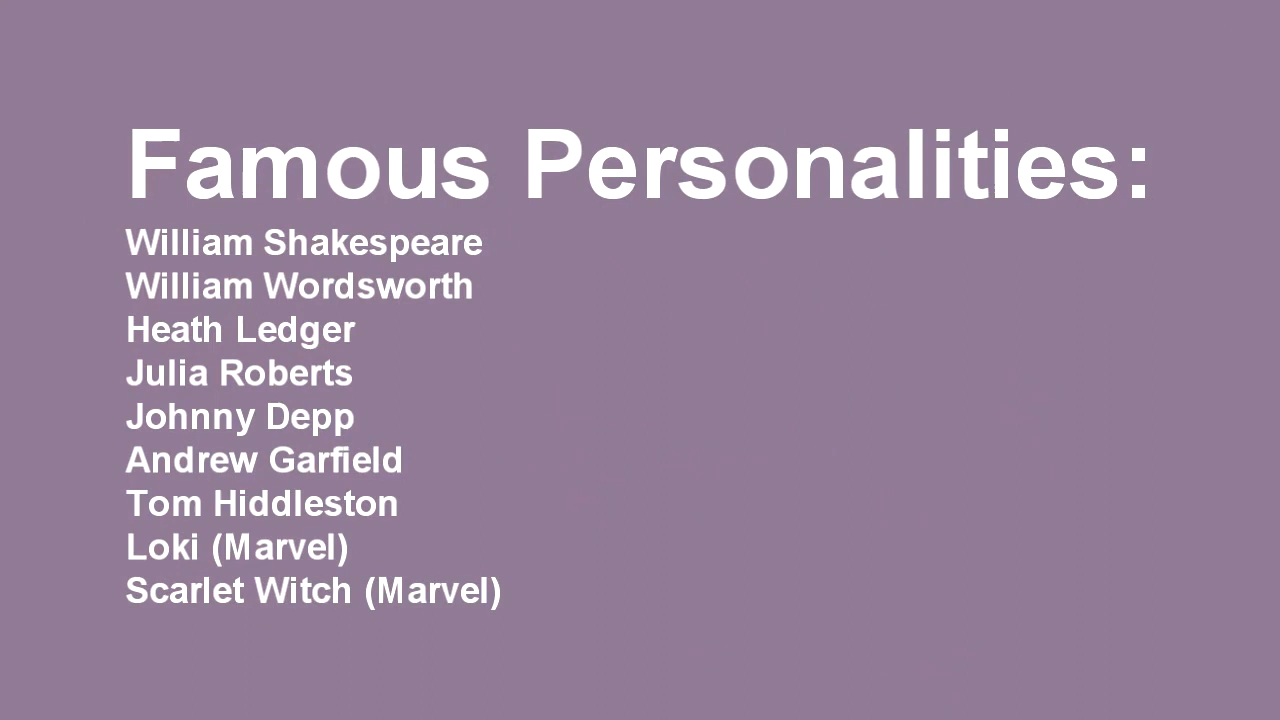 Famous Personalities:
William Shakespeare
William Wordsworth
Heath Ledger
Julia Roberts
Johnny Depp
Andrew Garfield
Tom Hiddleston
Loki (Marvel)
Scarlet Witch (Marvel)